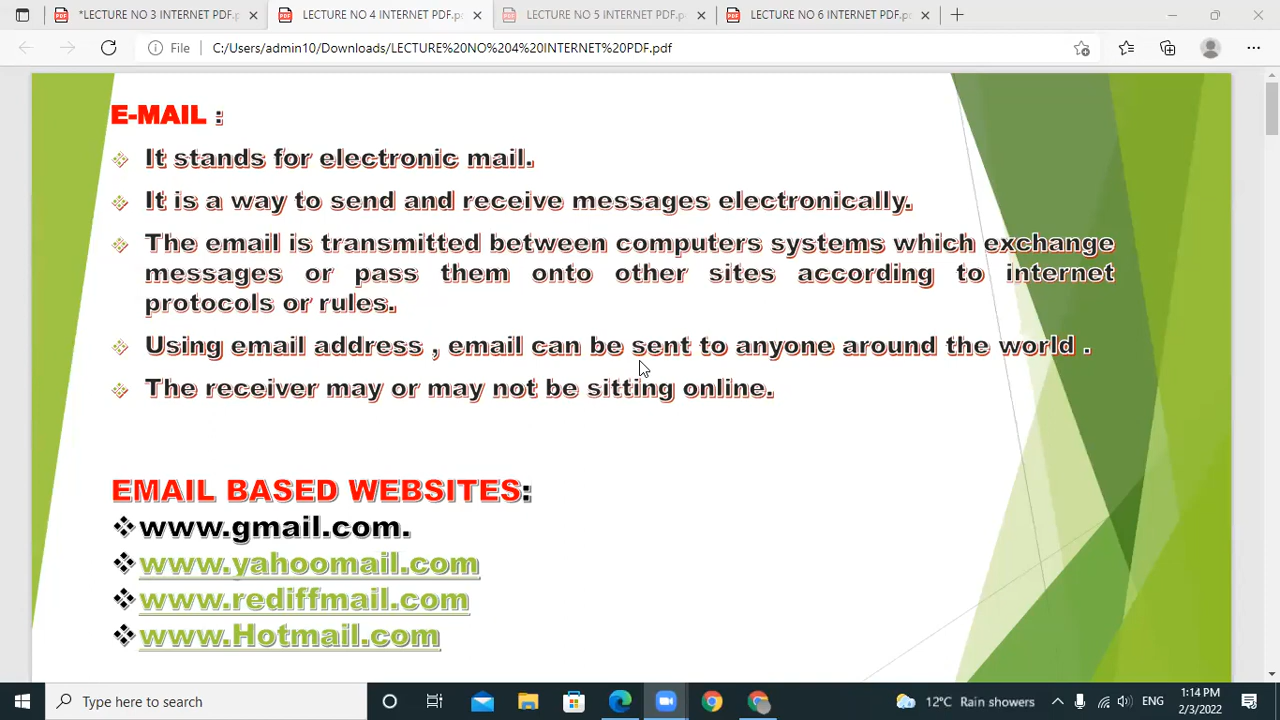 *LECTURE NO 3 INTERNET PDF.p
LECTURE NO 4 INTERNET PDF.pd
LECTURE NO 5 INTERNET PDF.pd
LECTURE NO 6 INTERNET PDF.pd
File C:/Users/admin10/Downloads/LECTURE%20NO%204%20INTERNET%20PDF.pdf
E-MAIL :
It stands for electronic mail.
It is a way to send and receive messages electronically.
The email is transmitted between computers systems which exchange
messages or pass them onto other sites according to internet
protocols or rules.
Using email address , email can be sent to anyone around the world .
The receiver may or may not be sitting online.
EMAIL BASED WEBSITES:
www.gmail.com.
www.yahoomail.com
www.rediffmail.com
www.Hotmail.com
Type here to search
12°C Rain showers
ENG
1:14 PM
2/3/2022